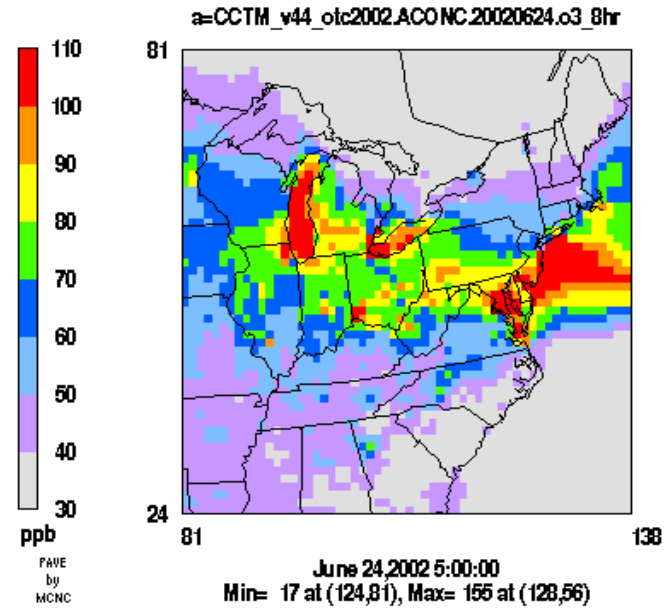 a=CCTM_v44_otc2002.ACONC.20020624.o3_8hr
110
100
90
80
70
60
50
40
30
ppb
PAVE
by
MCNC
81
24
81
138
June 24,2002 5:00:00
Min= 17 at (124,81), Max= 155 at (128,56)